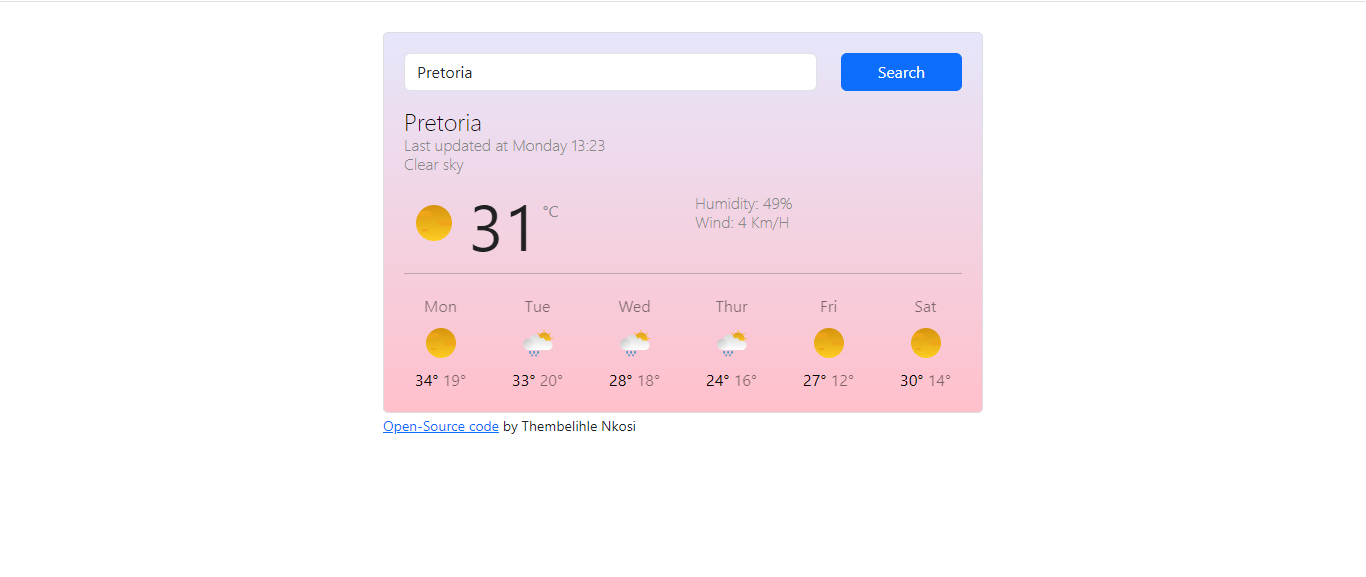 Pretoria
Search
Pretoria
Last updated at Monday 13:23
Clear sky
31 °C
Humidity: 49%
Wind: 4 Km/H
Mon Tue Wed Thur Fri Sat
34° 19° 33° 20° 28° 18° 24° 16° 27° 12° 30° 14°
Open-Source code by Thembelihle Nkosi